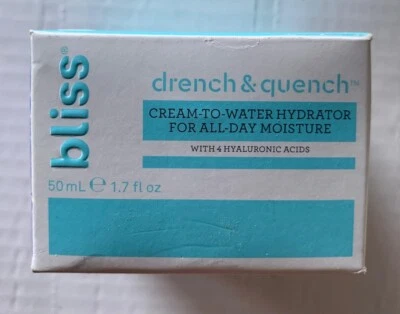 bliss®
drench & quench™
CREAM-TO-WATER HYDRATOR
FOR ALL-DAY MOISTURE
WITH 4 HYALURONIC ACIDS
50 mL ℮ 1.7 fl oz